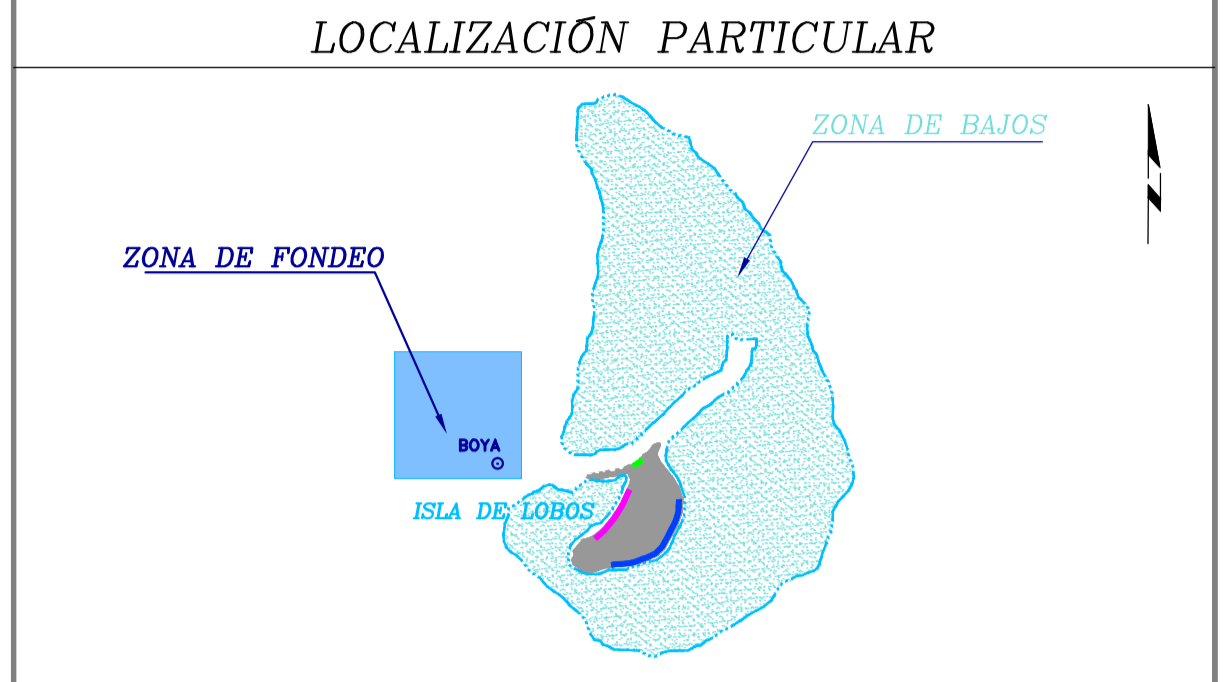 LOCALIZACIÓN PARTICULAR
ZONA DE BAJOS
N
ZONA DE FONDEO
BOYA
ISLA DE LOBOS